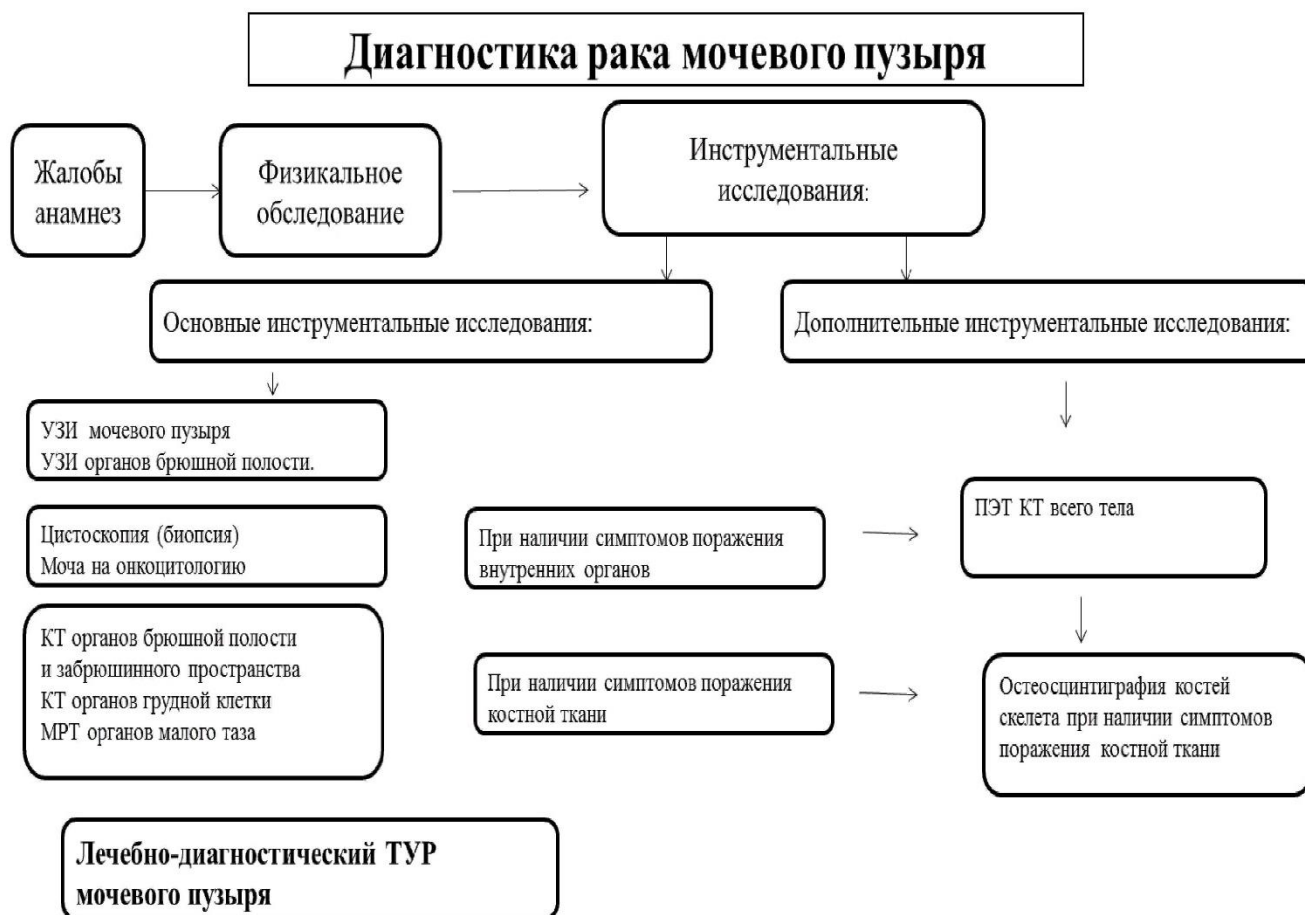 Диагностика рака мочевого пузыря
Жалобы
анамнез
Физикальное
обследование
Инструментальные
исследования:
Основные инструментальные исследования:
Дополнительные инструментальные исследования:
УЗИ мочевого пузыря
УЗИ органов брюшной полости.
Цистоскопия (биопсия)
Моча на онкоцитологию
КТ органов брюшной полости
и забрюшинного пространства
КТ органов грудной клетки
МРТ органов малого таза
При наличии симптомов поражения
внутренних органов
ПЭТ КТ всего тела
При наличии симптомов поражения
костной ткани
Остеосцинтиграфия костей
скелета при наличии симптомов
поражения костной ткани
Лечебно-диагностический ТУР
мочевого пузыря